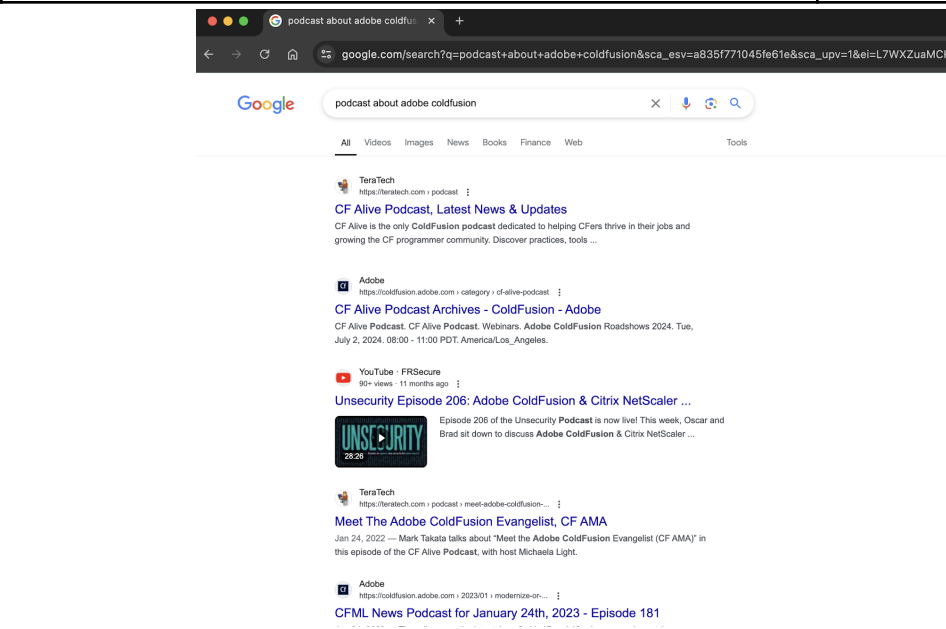 podcast about adobe coldfus
google.com/search?q=podcast+about+adobe+coldfusion&sca_esv=a835f771045fe61e&sca_upv=1&ei=L7WXZuaMC
Google
podcast about adobe coldfusion
All Videos Images News Books Finance Web Tools
TeraTech
https://teratech.com › podcast
CF Alive Podcast, Latest News & Updates
CF Alive is the only ColdFusion podcast dedicated to helping CFers thrive in their jobs and
growing the CF programmer community. Discover practices, tools ...
Adobe
https://coldfusion.adobe.com › category › cf-alive-podcast
CF Alive Podcast Archives - ColdFusion - Adobe
CF Alive Podcast. CF Alive Podcast. Webinars. Adobe ColdFusion Roadshows 2024. Tue,
July 2, 2024. 08:00 - 11:00 PDT. America/Los_Angeles.
YouTube · FRSecure
90+ views · 11 months ago
Unsecurity Episode 206: Adobe ColdFusion & Citrix NetScaler ...
UNSECURITY
28:26
Episode 206 of the Unsecurity Podcast is now live! This week, Oscar and
Brad sit down to discuss Adobe ColdFusion & Citrix NetScaler ...
TeraTech
https://teratech.com › podcast › meet-adobe-coldfusion-...
Meet The Adobe ColdFusion Evangelist, CF AMA
Jan 24, 2022 — Mark Takata talks about “Meet the Adobe ColdFusion Evangelist (CF AMA)” in
this episode of the CF Alive Podcast, with host Michaela Light.
Adobe
https://coldfusion.adobe.com › 2023/01 › modernize-or-...
CFML News Podcast for January 24th, 2023 - Episode 181